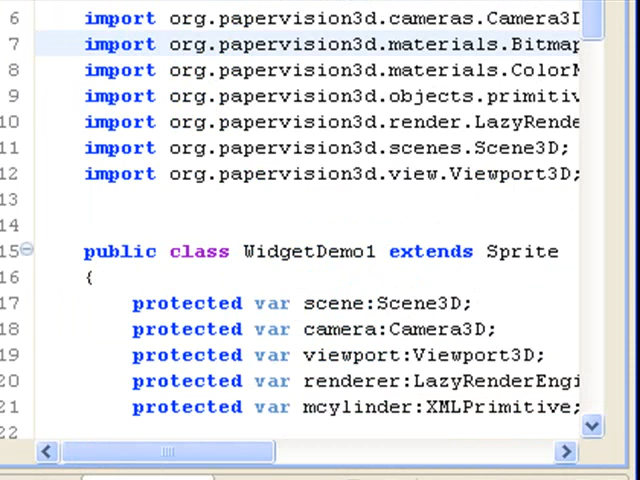 6 import org.papervision3d.cameras.Camera3D
7 import org.papervision3d.materials.Bitmap
8 import org.papervision3d.materials.ColorM
9 import org.papervision3d.objects.primitiv
10 import org.papervision3d.render.LazyRende
11 import org.papervision3d.scenes.Scene3D;
12 import org.papervision3d.view.Viewport3D;
13
14
15 public class WidgetDemo1 extends Sprite
16 {
17 protected var scene:Scene3D;
18 protected var camera:Camera3D;
19 protected var viewport:Viewport3D;
20 protected var renderer:LazyRenderEngi
21 protected var mcylinder:XMLPrimitive;
22